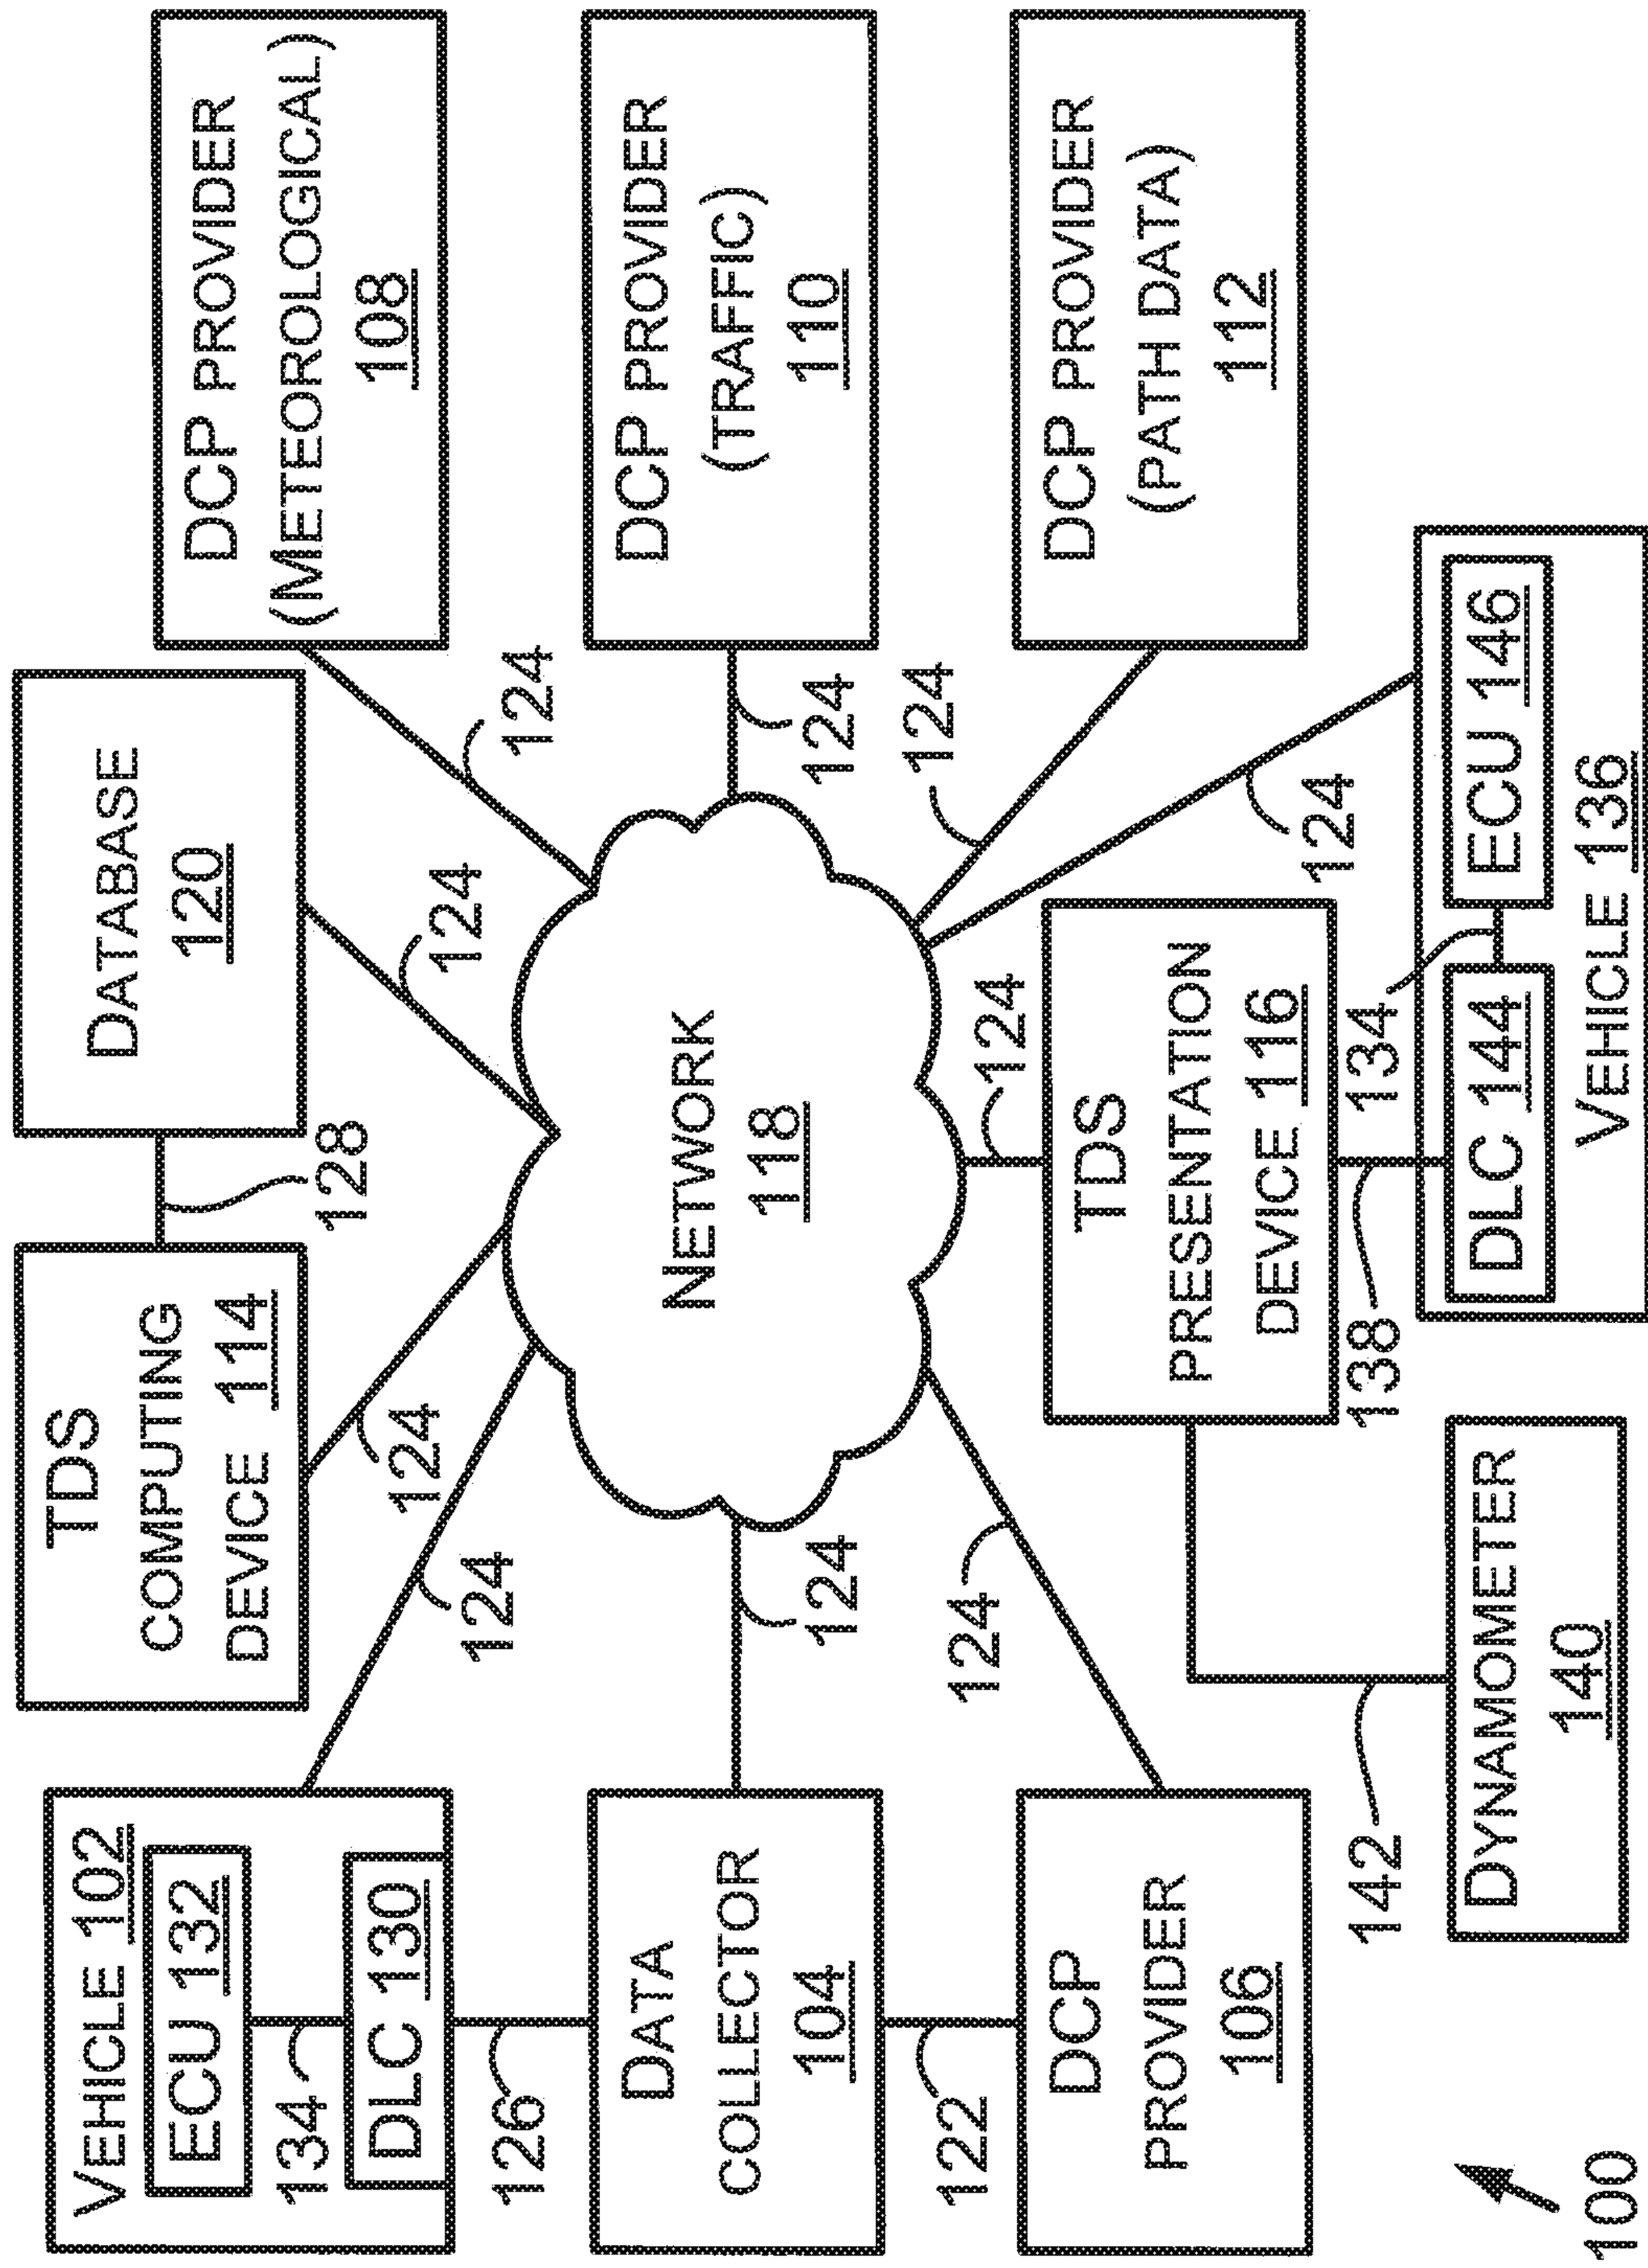 VEHICLE 102
ECU 132
134
DLC 130
126
DATA
COLLECTOR
104
122
DCP
PROVIDER
106
100
TDS
COMPUTING
DEVICE 114
128
DATABASE
120
124
124
124
124
124
NETWORK
118
124
124
124
124
124
DCP PROVIDER
(METEOROLOGICAL)
108
DCP PROVIDER
(TRAFFIC)
110
DCP PROVIDER
(PATH DATA)
112
TDS
PRESENTATION
DEVICE 116
138
134
142
DYNAMOMETER
140
DLC 144
ECU 146
VEHICLE 136